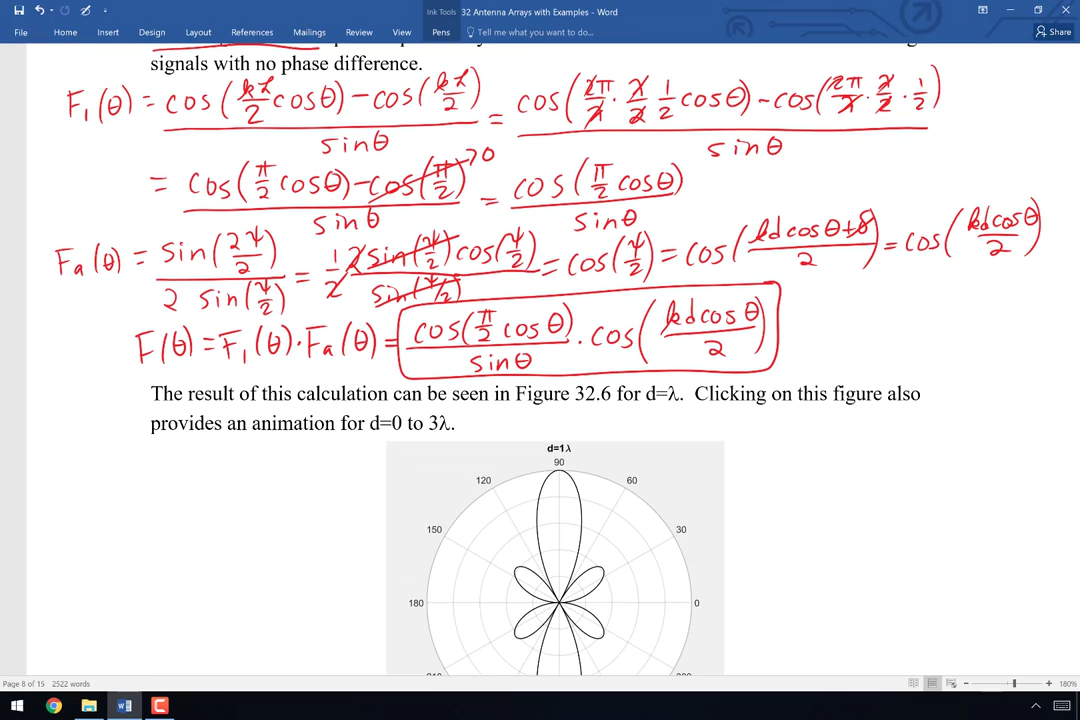 Ink Tools 32 Antenna Arrays with Examples - Word
File Home Insert Design Layout References Mailings Review View Pens Tell me what you want to do... Share
signals with no phase difference.
F₁(θ) = cos(kL/2 cosθ) − cos(kL/2) / sinθ = cos(2π/λ · λ/2 1/2 cosθ) − cos(2π/λ · λ/2 · 1/2) / sinθ
= cos(π/2 cosθ) − cos(π/2)→0 / sinθ = cos(π/2 cosθ) / sinθ
Fa(θ) = sin(2ψ/2) / 2 sin(ψ/2) = 1/2 2sin(ψ/2)cos(ψ/2) / sin(ψ/2) = cos(ψ/2) = cos(kd cosθ+δ / 2) = cos(kd cosθ / 2)
F(θ) = F₁(θ)·Fa(θ) = cos(π/2 cosθ) / sinθ · cos(kd cosθ / 2)
The result of this calculation can be seen in Figure 32.6 for d=λ. Clicking on this figure also
provides an animation for d=0 to 3λ.
d=1λ
90
120 60
150 30
180 0
Page 8 of 15 2522 words 180%